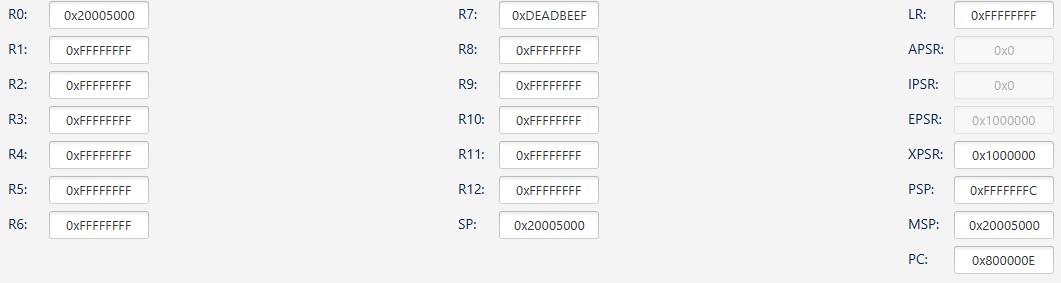 R0: 0x20005000 R7: 0xDEADBEEF LR: 0xFFFFFFFF
R1: 0xFFFFFFFF R8: 0xFFFFFFFF APSR: 0x0
R2: 0xFFFFFFFF R9: 0xFFFFFFFF IPSR: 0x0
R3: 0xFFFFFFFF R10: 0xFFFFFFFF EPSR: 0x1000000
R4: 0xFFFFFFFF R11: 0xFFFFFFFF XPSR: 0x1000000
R5: 0xFFFFFFFF R12: 0xFFFFFFFF PSP: 0xFFFFFFFC
R6: 0xFFFFFFFF SP: 0x20005000 MSP: 0x20005000
PC: 0x800000E